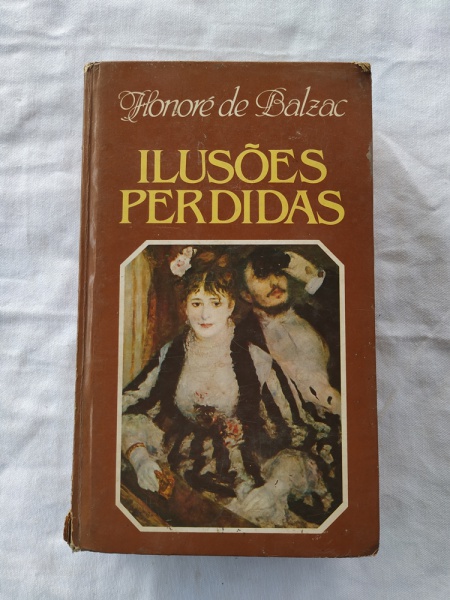 Honoré de Balzac
ILUSÕES
PERDIDAS